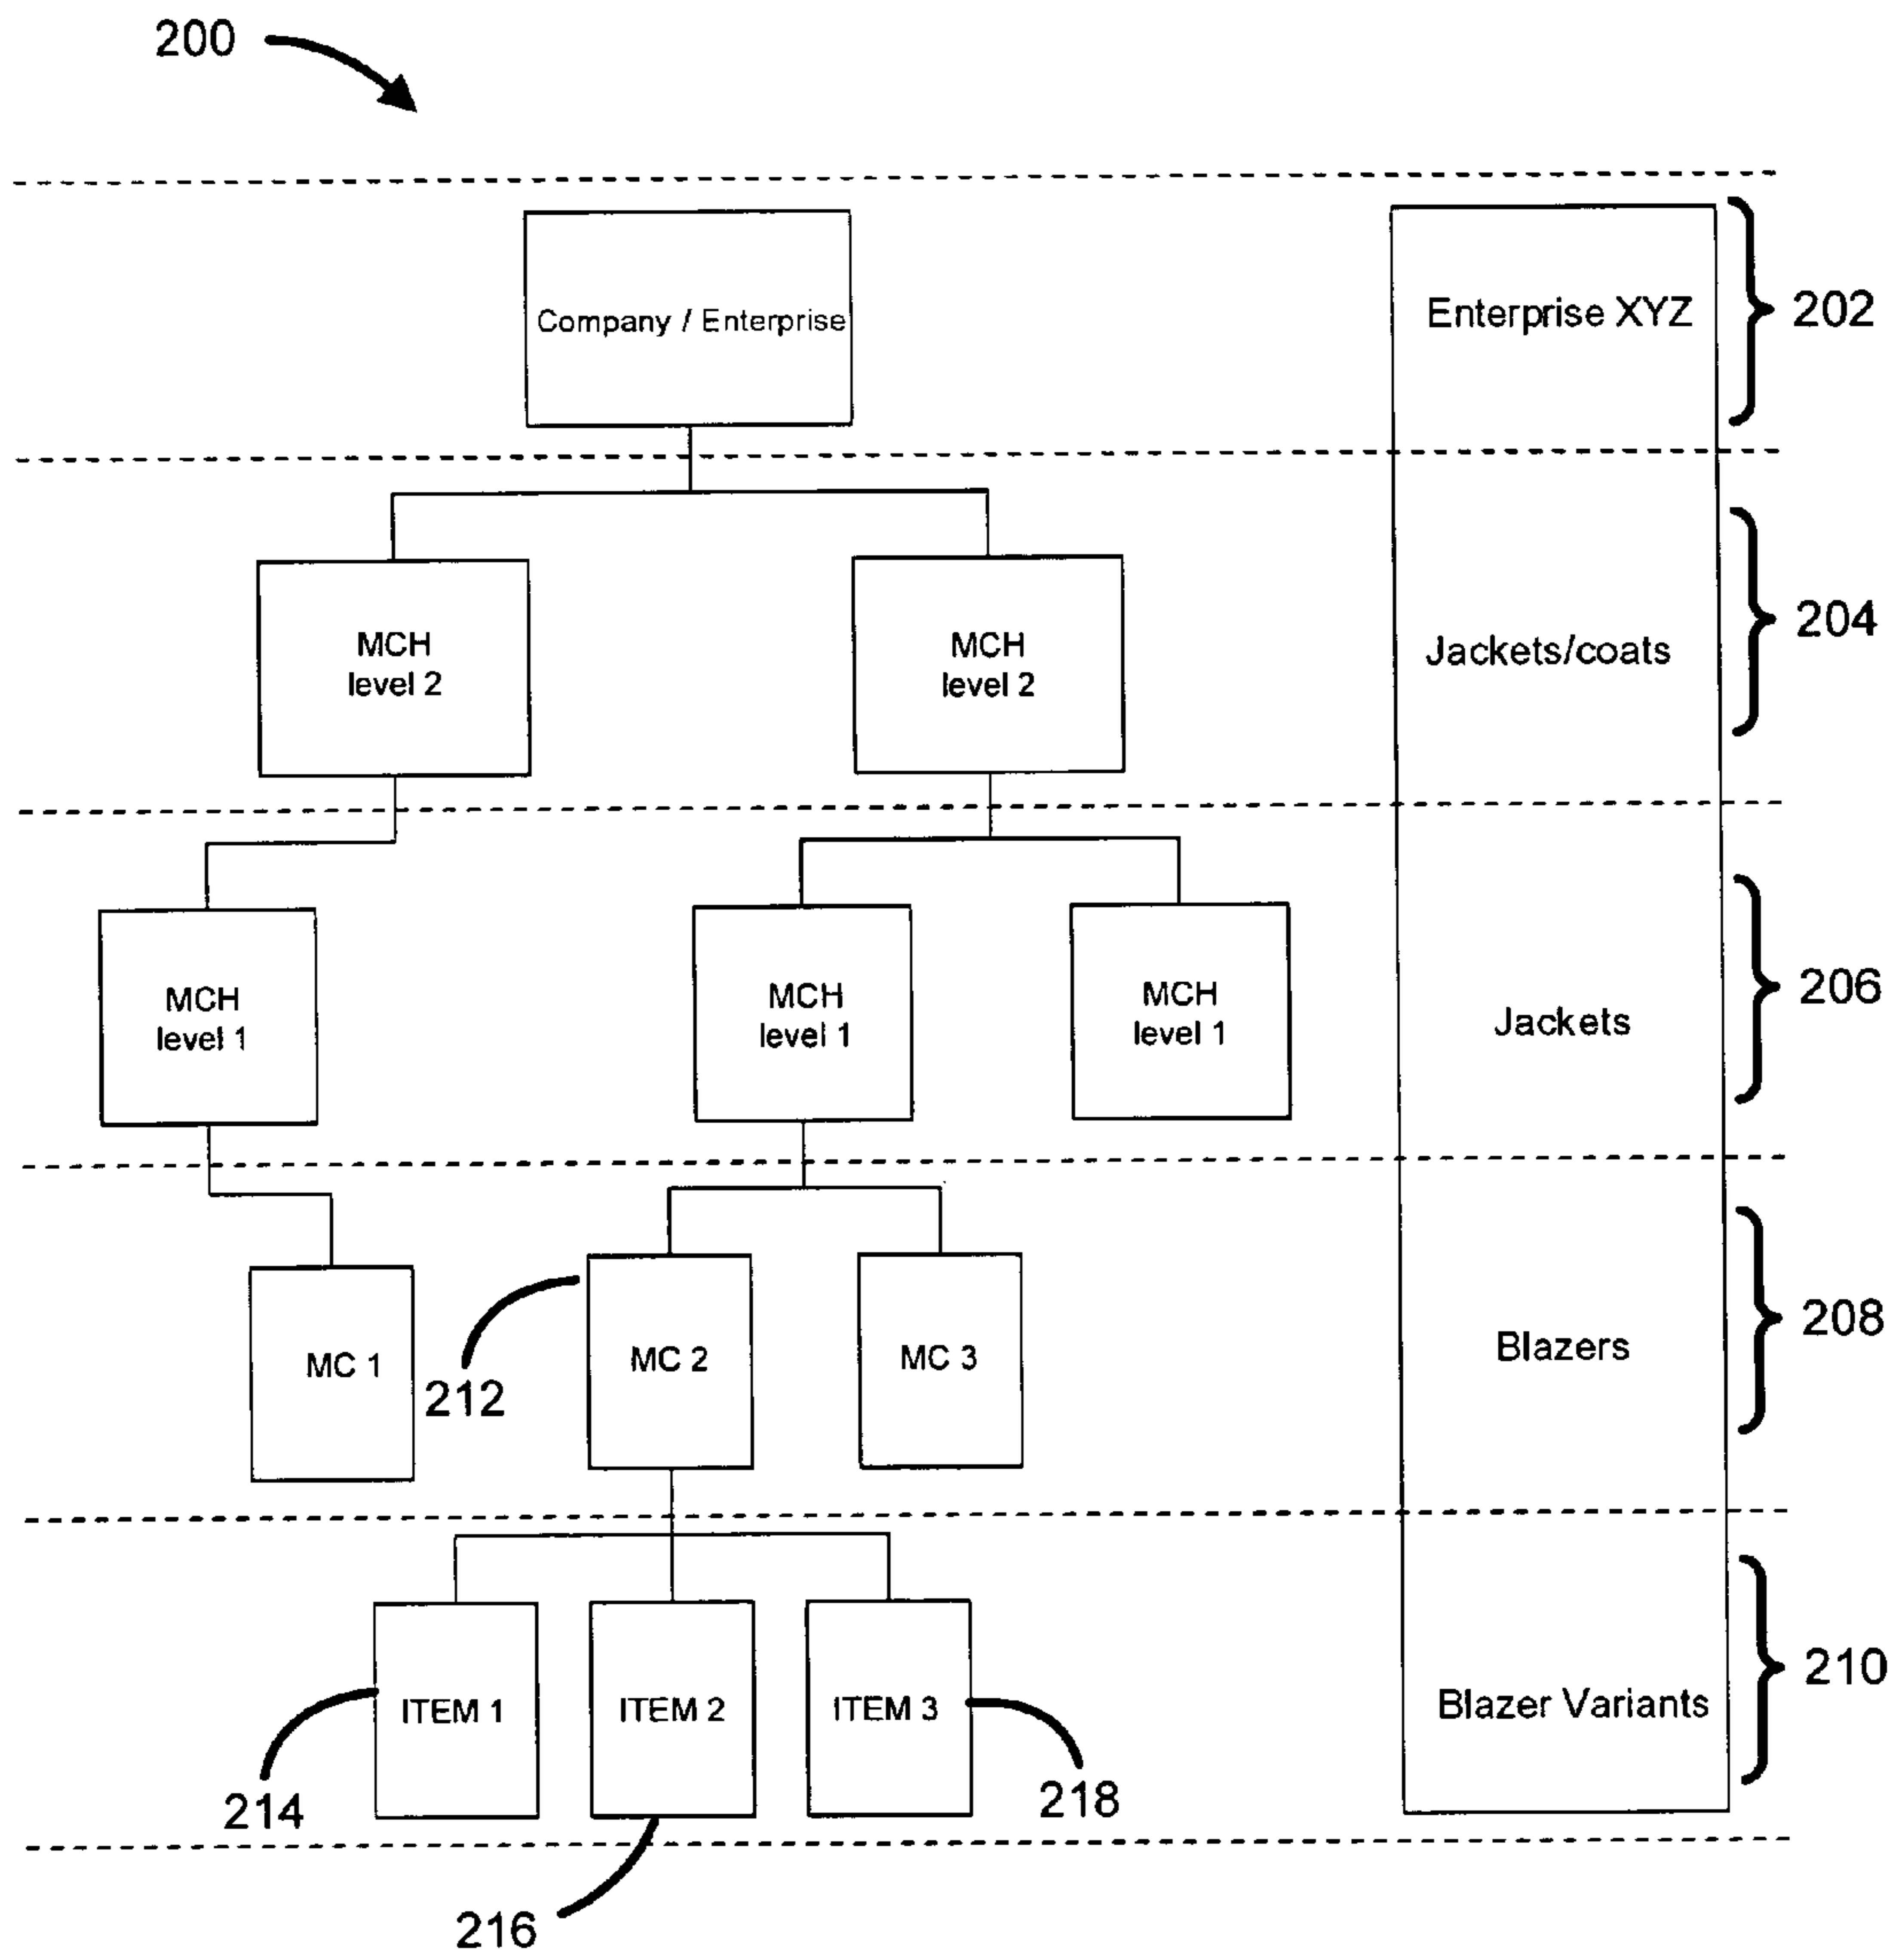 200
Company / Enterprise
Enterprise XYZ
202
MCH
level 2
MCH
level 2
Jackets/coats
204
MCH
level 1
MCH
level 1
MCH
level 1
Jackets
206
MC 1
212
MC 2
MC 3
Blazers
208
ITEM 1
ITEM 2
ITEM 3
Blazer Variants
210
214
216
218